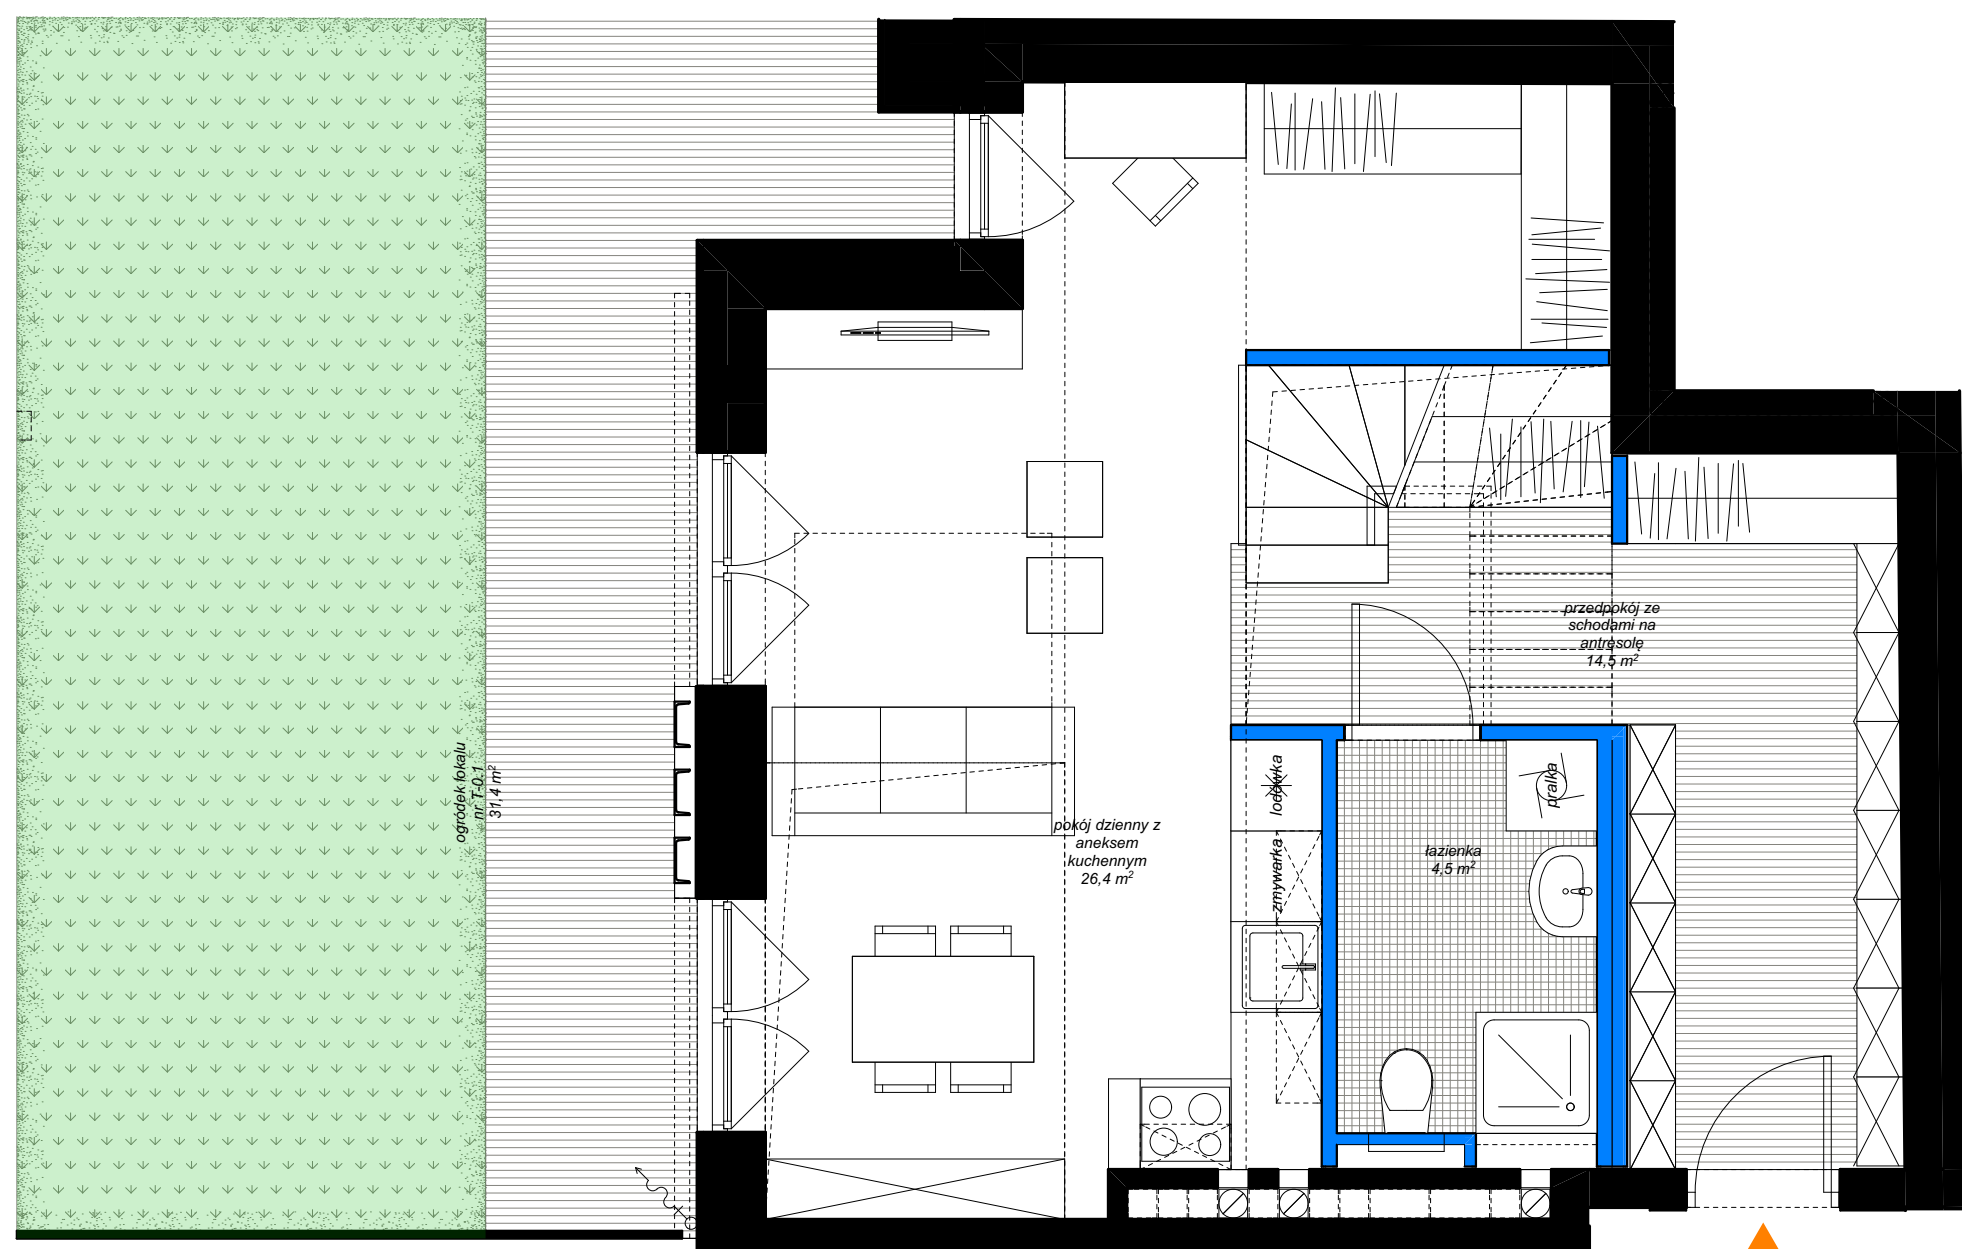 ogródek lokalu
nr T-0.1
31,4 m²
pokój dzienny z
aneksem
kuchennym
26,4 m²
lodówka
zmywarka
pralka
łazienka
4,5 m²
przedpokój ze
schodami na
antresolę
14,5 m²